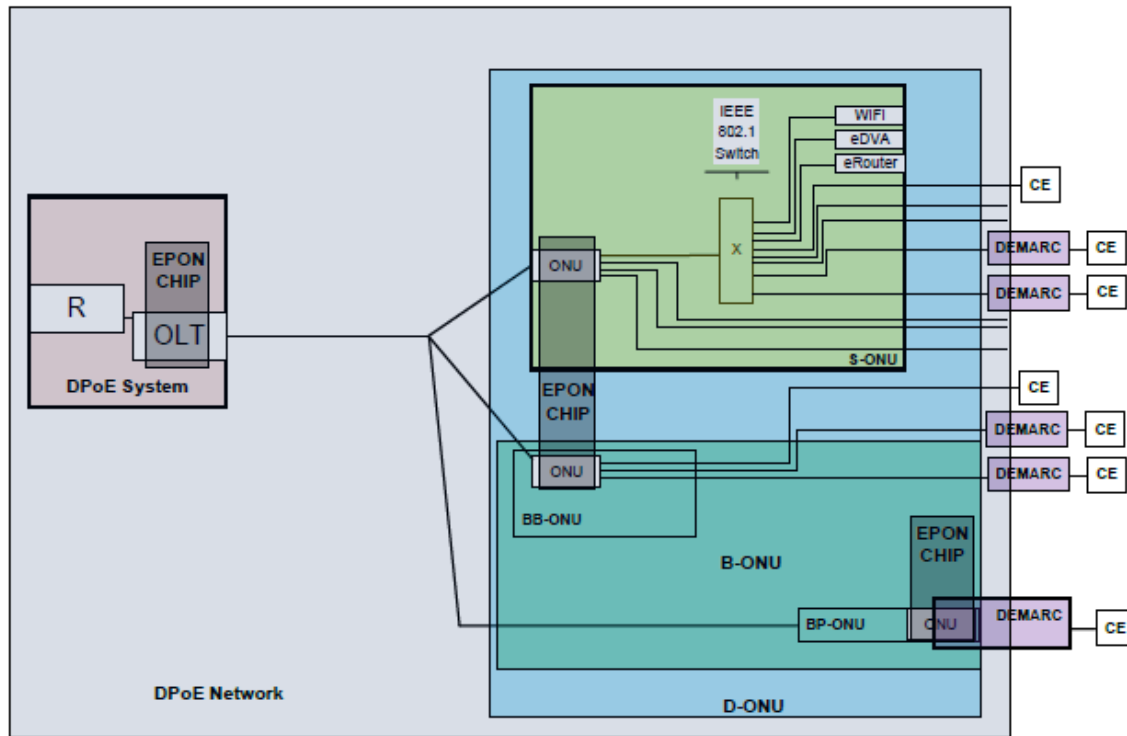 IEEE
802.1
Switch
WIFI
eDVA
eRouter
CE
EPON
CHIP
R
OLT
DPoE System
ONU
X
DEMARC
CE
DEMARC
CE
S-ONU
EPON
CHIP
CE
DEMARC
CE
ONU
DEMARC
CE
BB-ONU
EPON
CHIP
B-ONU
BP-ONU
ONU
DEMARC
CE
DPoE Network
D-ONU